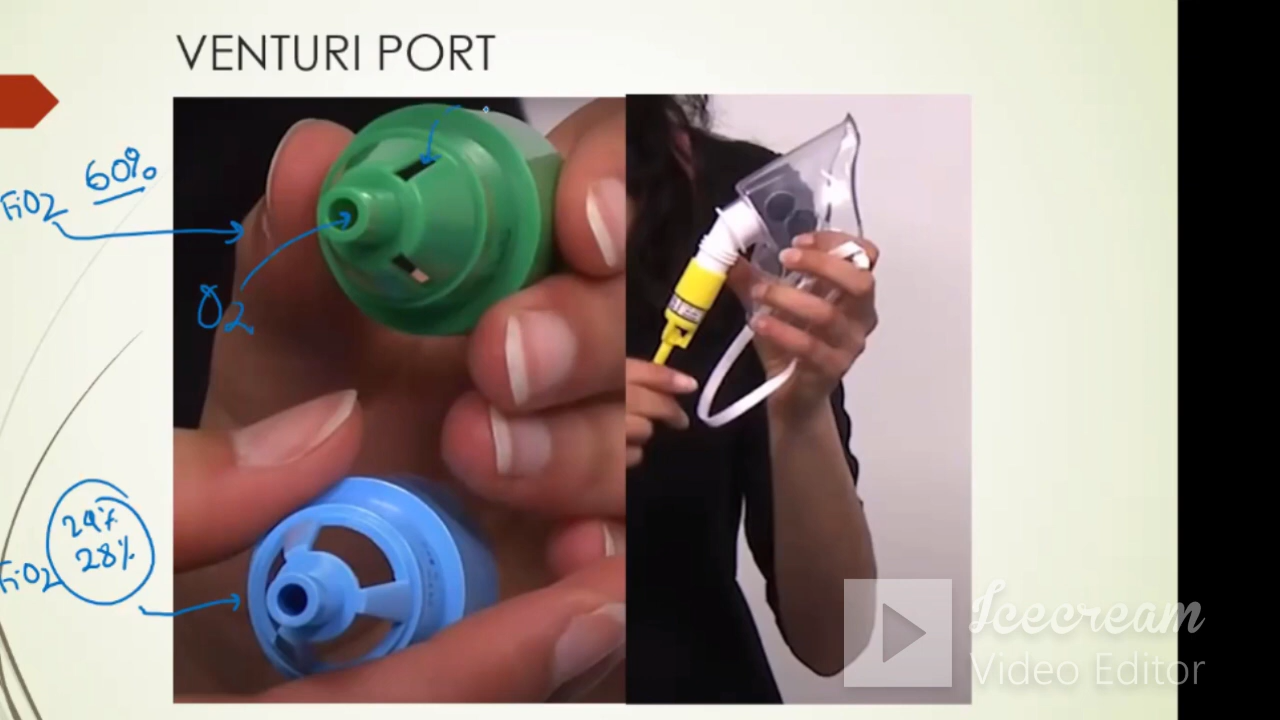 VENTURI PORT
60%
FiO2
O2
24%
28%
FiO2
Icecream
Video Editor